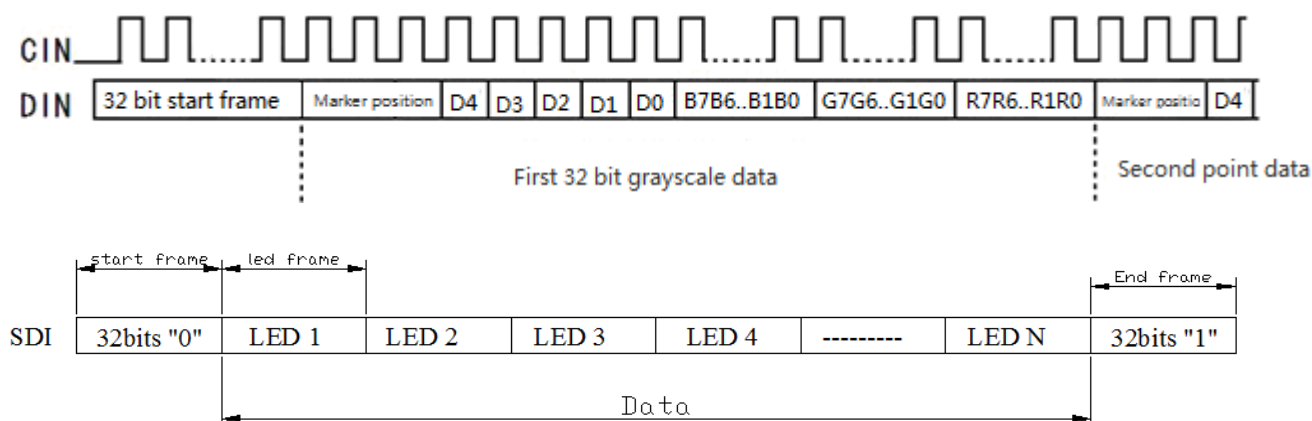 CIN
DIN 32 bit start frame Marker position D4 D3 D2 D1 D0 B7B6..B1B0 G7G6..G1G0 R7R6..R1R0 Marker positio D4
First 32 bit grayscale data Second point data
start frame led frame End frame
SDI 32bits "0" LED 1 LED 2 LED 3 LED 4 --------- LED N 32bits "1"
Data